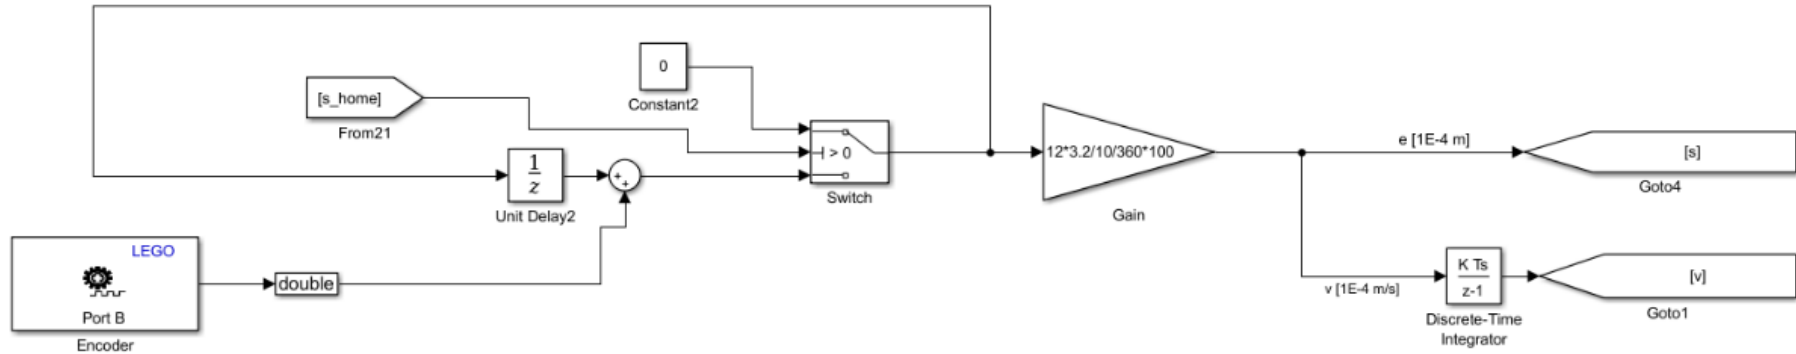 0
Constant2
[s_home]
From21
> 0
Switch
1
z
Unit Delay2
+
+
12*3.2/10/360*100
Gain
e [1E-4 m]
[s]
Goto4
LEGO
Port B
Encoder
double
v [1E-4 m/s]
K Ts
z-1
Discrete-Time
Integrator
[v]
Goto1